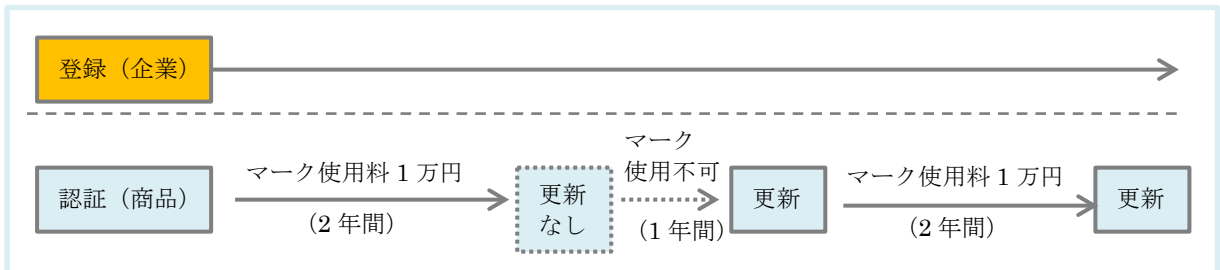 登録（企業）
認証（商品）
マーク使用料 1 万円
（2 年間）
更新
なし
マーク
使用不可
（1 年間）
更新
マーク使用料 1 万円
（2 年間）
更新